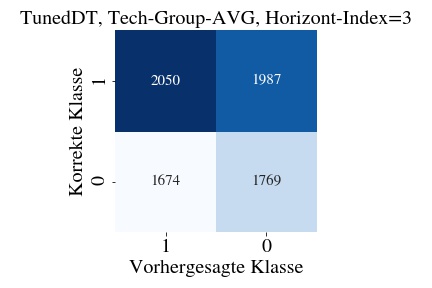 TunedDT, Tech-Group-AVG, Horizont-Index=3
Korrekte Klasse
1
2050 1987
0
1674 1769
1 0
Vorhergesagte Klasse